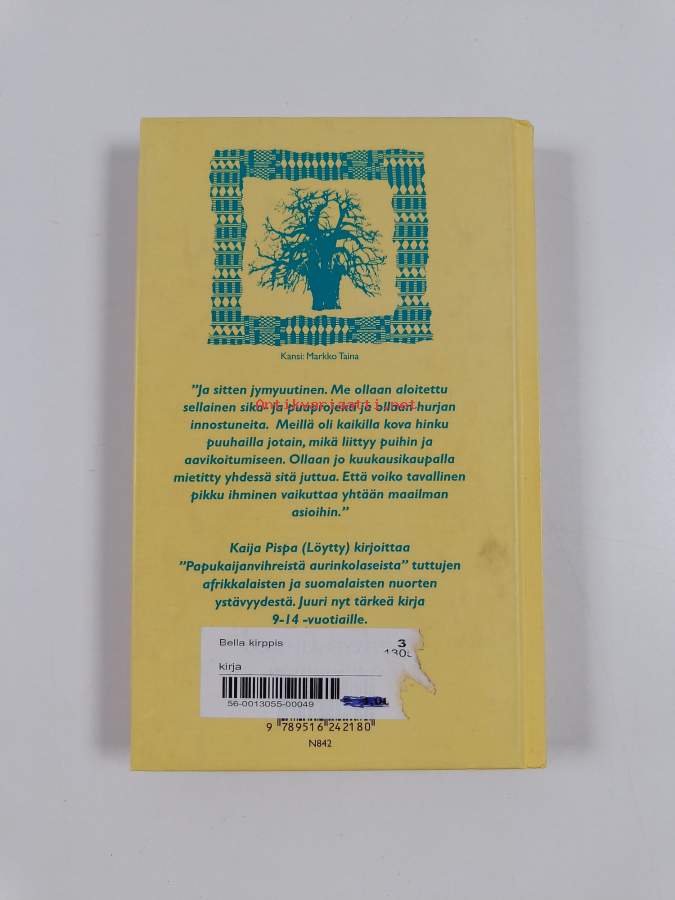 Kansi: Markko Taina
"Ja sitten jymyuutinen. Me ollaan aloitettu
sellainen sika- ja puuprojekti ja ollaan hurjan
Antikvariaatti.net
innostuneita. Meillä oli kaikilla kova hinku
puuhailla jotain, mikä liittyy puihin ja
aavikoitumiseen. Ollaan jo kuukausikaupalla
mietitty yhdessä sitä juttua. Että voiko tavallinen
pikku ihminen vaikuttaa yhtään maailman
asioihin."
Kaija Pispa (Löytty) kirjoittaa
"Papukaijanvihreistä aurinkolaseista" tuttujen
afrikkalaisten ja suomalaisten nuorten
ystävyydestä. Juuri nyt tärkeä kirja
9-14 -vuotiaille.
Bella kirppis 3
kirja
56-0013055-00049
9 789516 242180
N842